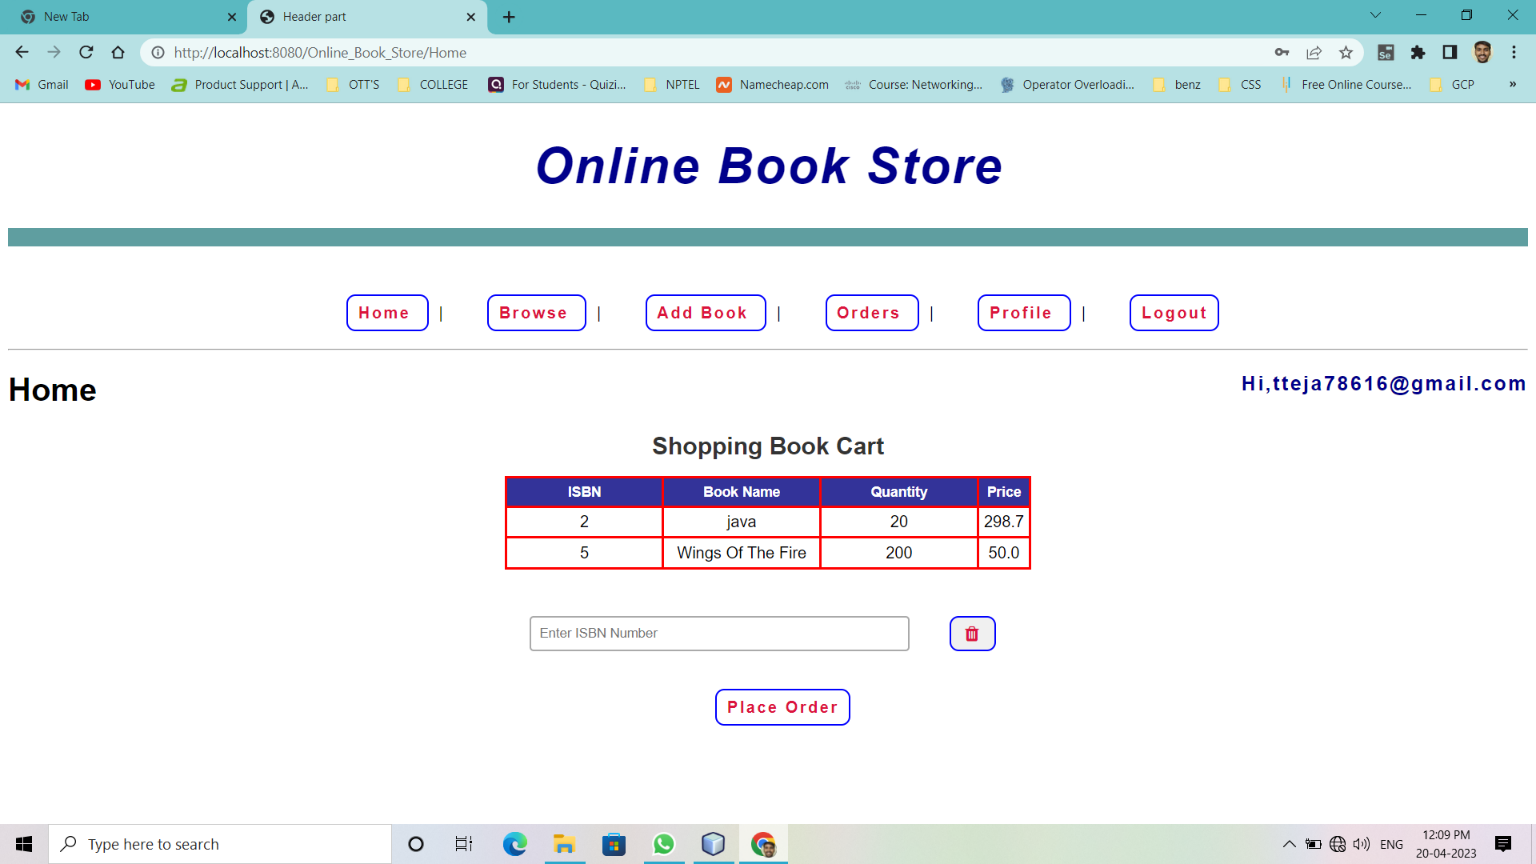 New Tab
Header part
http://localhost:8080/Online_Book_Store/Home
Se
Gmail YouTube Product Support | A... OTT'S COLLEGE For Students - Quizi... NPTEL Namecheap.com Course: Networking... Operator Overloadi... benz CSS Free Online Course... GCP »
Online Book Store
Home | Browse | Add Book | Orders | Profile | Logout
Home
Hi,tteja78616@gmail.com
Shopping Book Cart
ISBN Book Name Quantity Price
2 java 20 298.7
5 Wings Of The Fire 200 50.0
Enter ISBN Number
Place Order
Type here to search
ENG
12:09 PM
20-04-2023